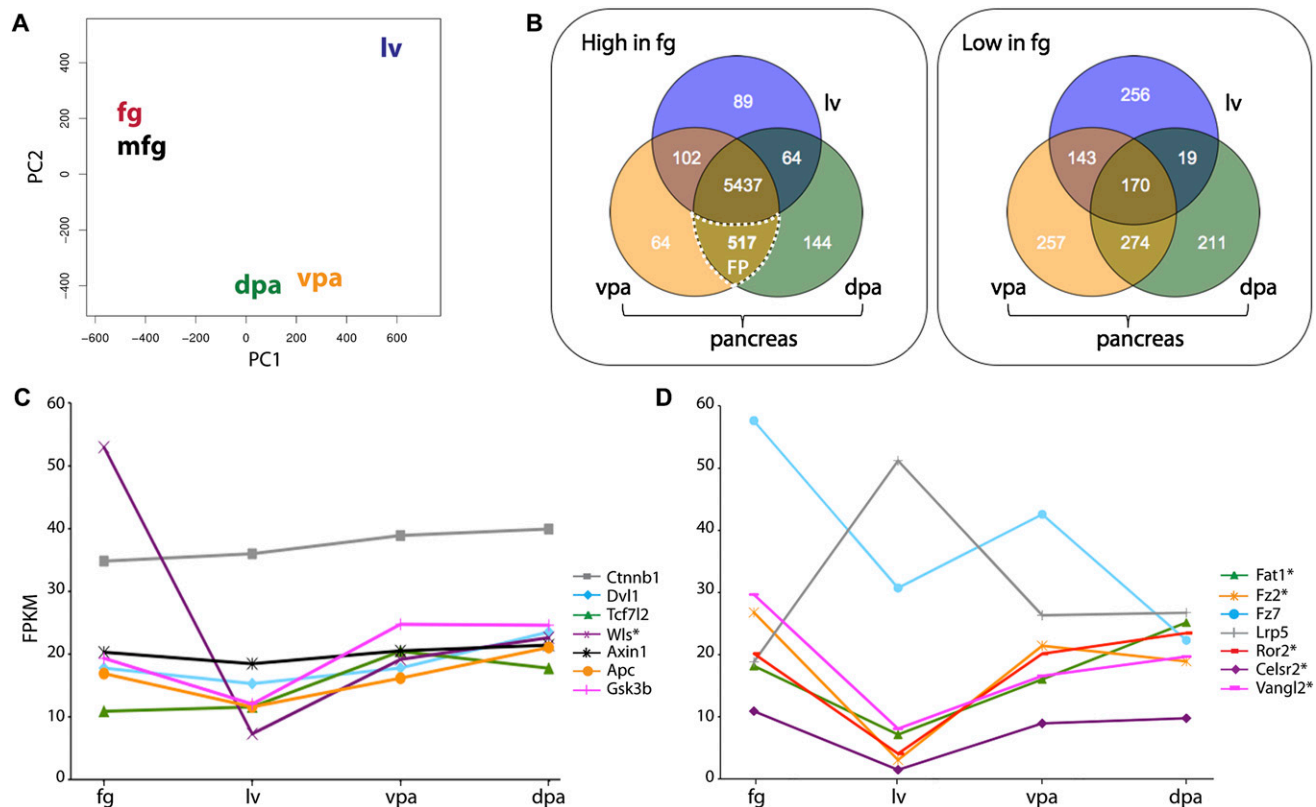 A
PC2
400
200
0
−200
−400
lv
fg
mfg
dpa
vpa
−600
−400
−200
0
200
400
600
PC1
B
High in fg
89
lv
102
64
5437
64
517
144
FP
vpa
dpa
pancreas
Low in fg
256
lv
143
19
170
257
274
211
vpa
dpa
pancreas
C
FPKM
60
50
40
30
20
10
0
fg
lv
vpa
dpa
Ctnnb1
Dvl1
Tcf7l2
Wls*
Axin1
Apc
Gsk3b
D
60
50
40
30
20
10
0
fg
lv
vpa
dpa
Fat1*
Fz2*
Fz7
Lrp5
Ror2*
Celsr2*
Vangl2*